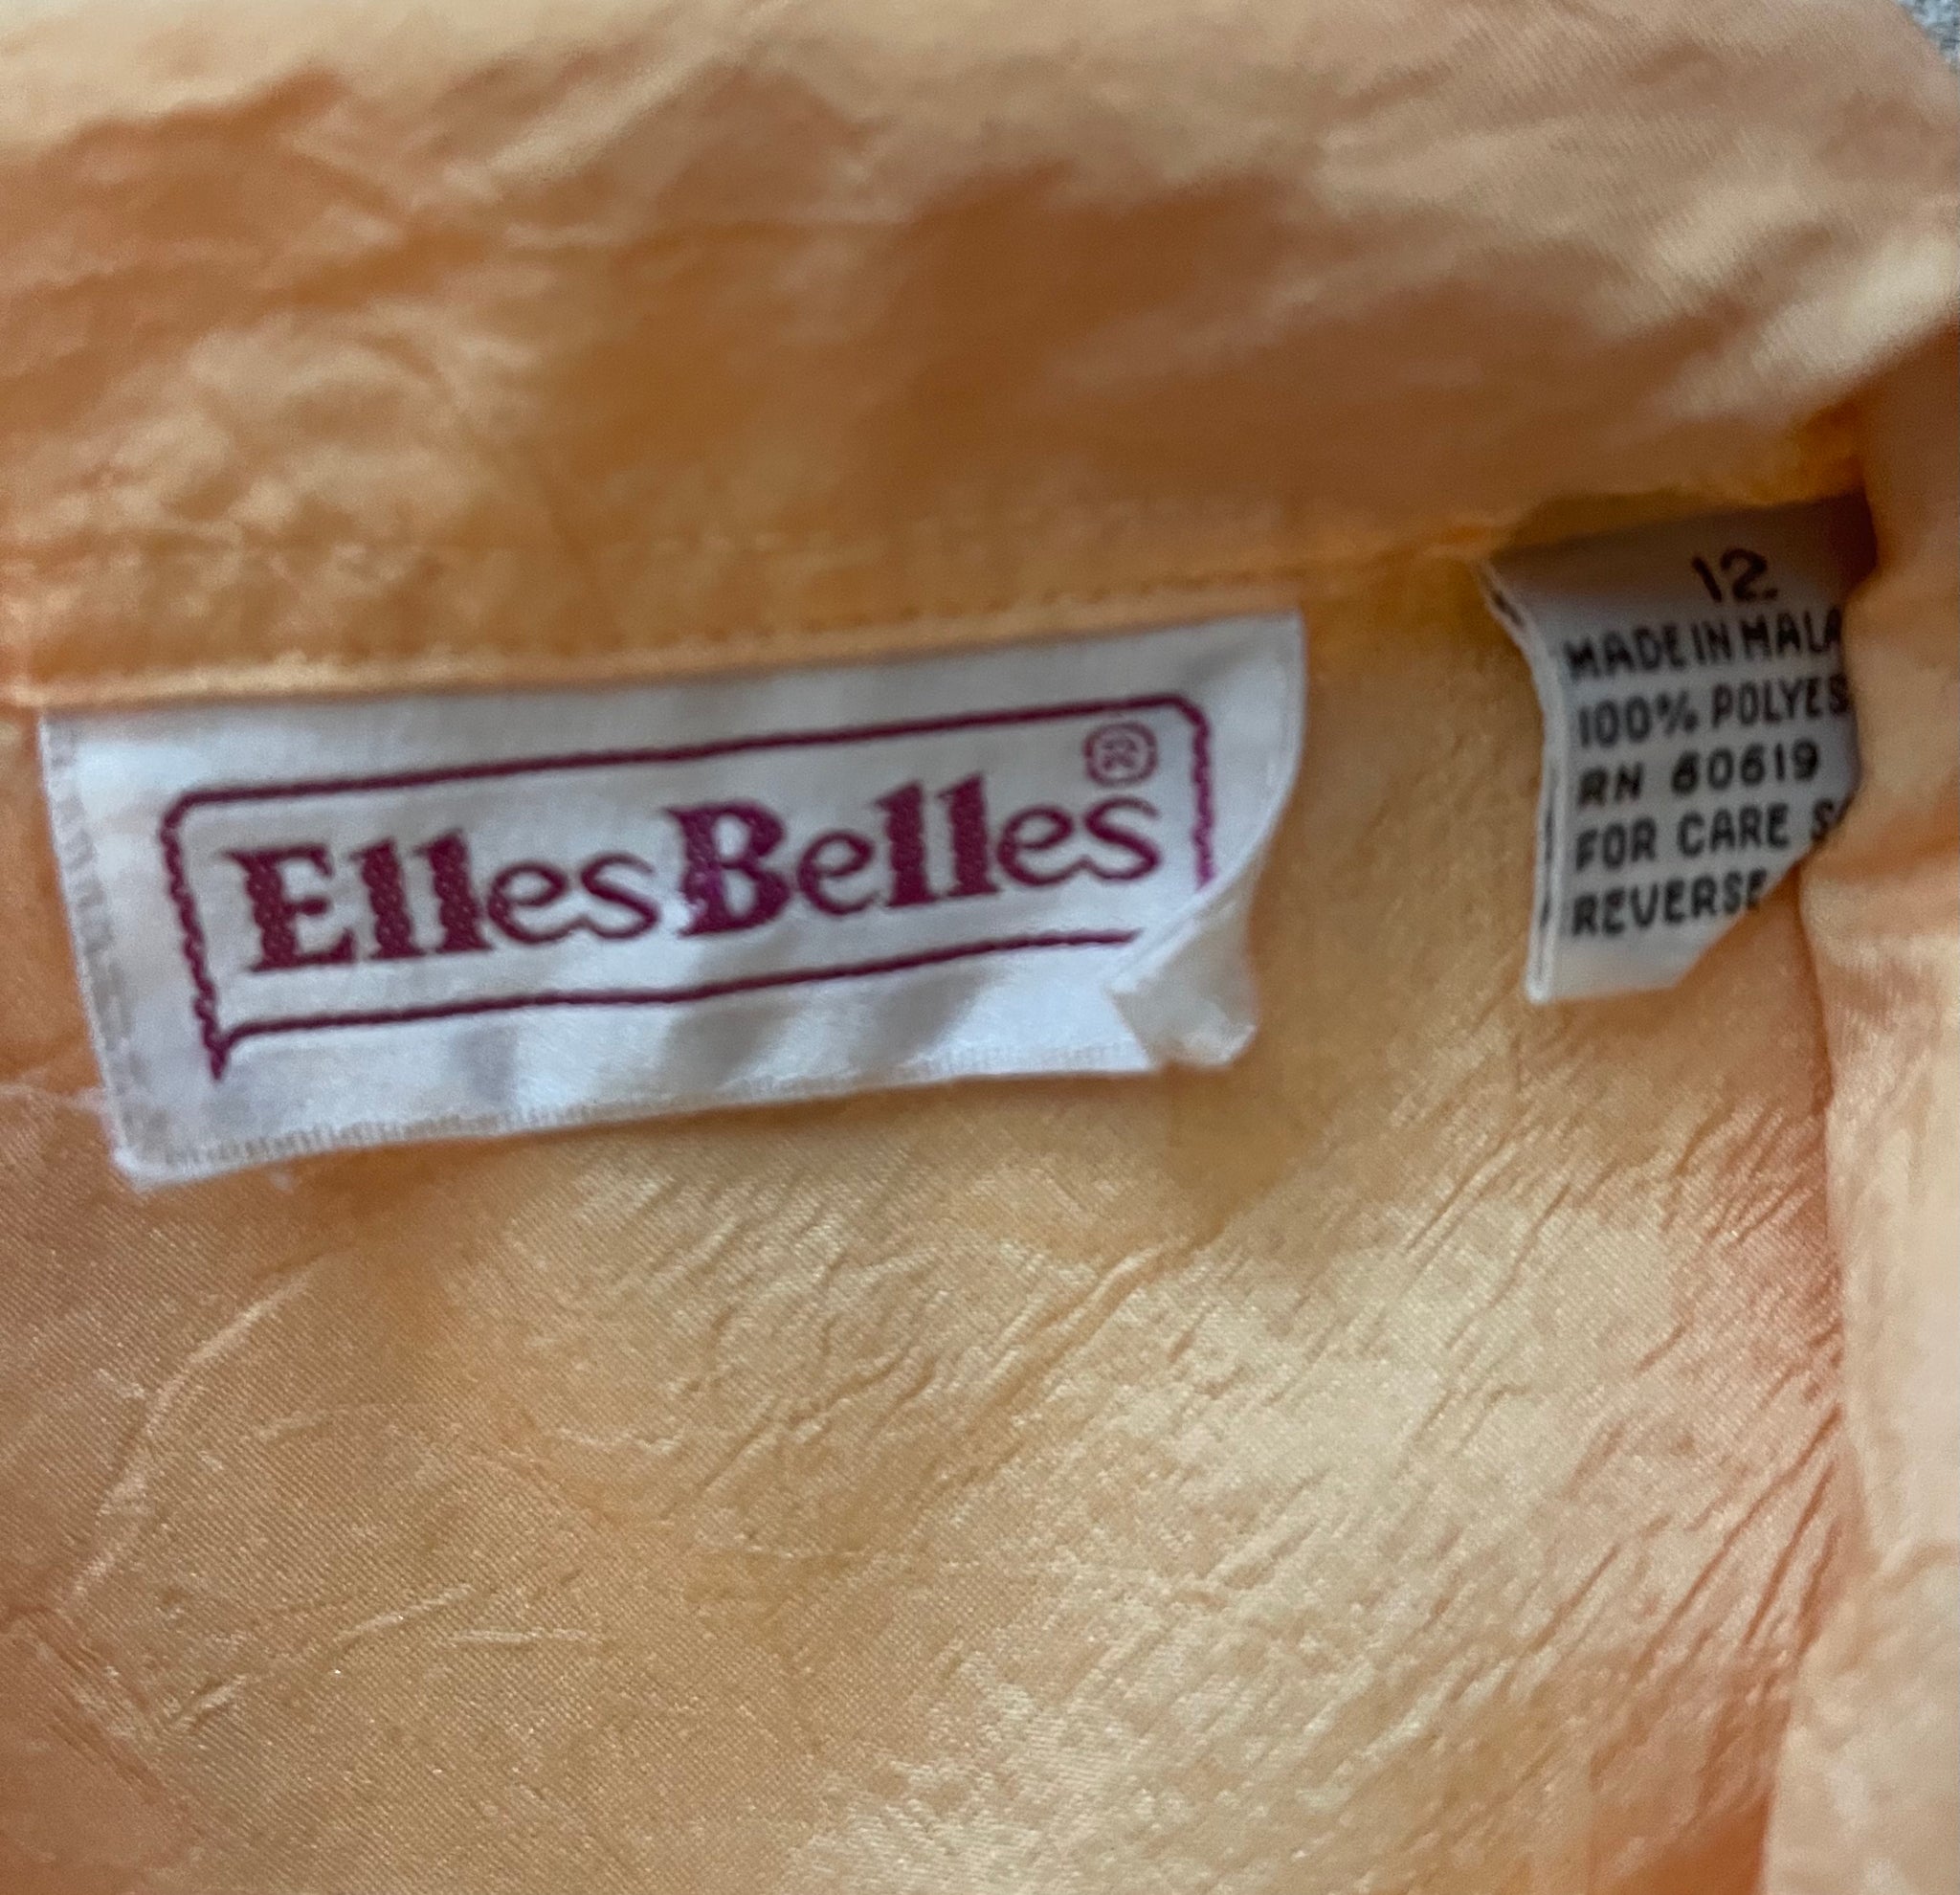 Elles Belles®
12
MADE IN MALA
100% POLYES
RN 60619
FOR CARE S
REVERSE